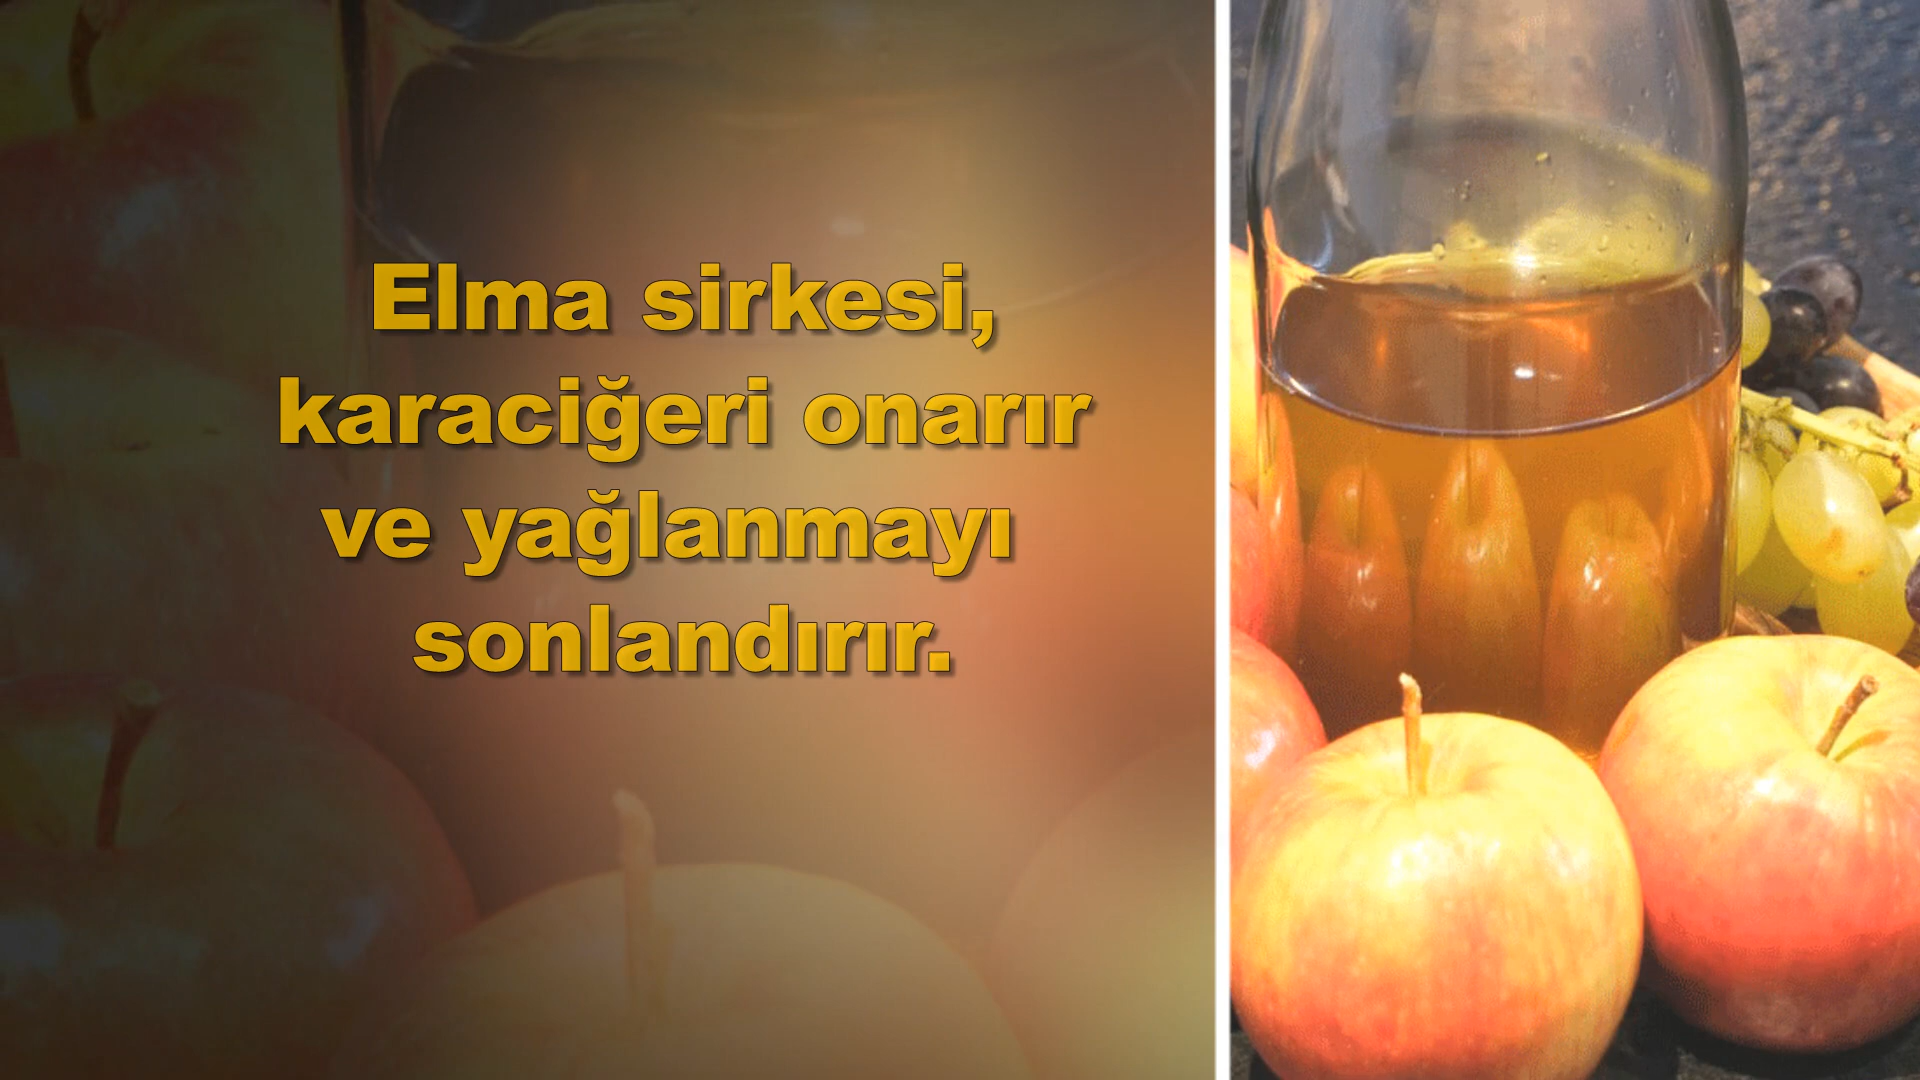 Elma sirkesi,
karaciğeri onarır
ve yağlanmayı
sonlandırır.